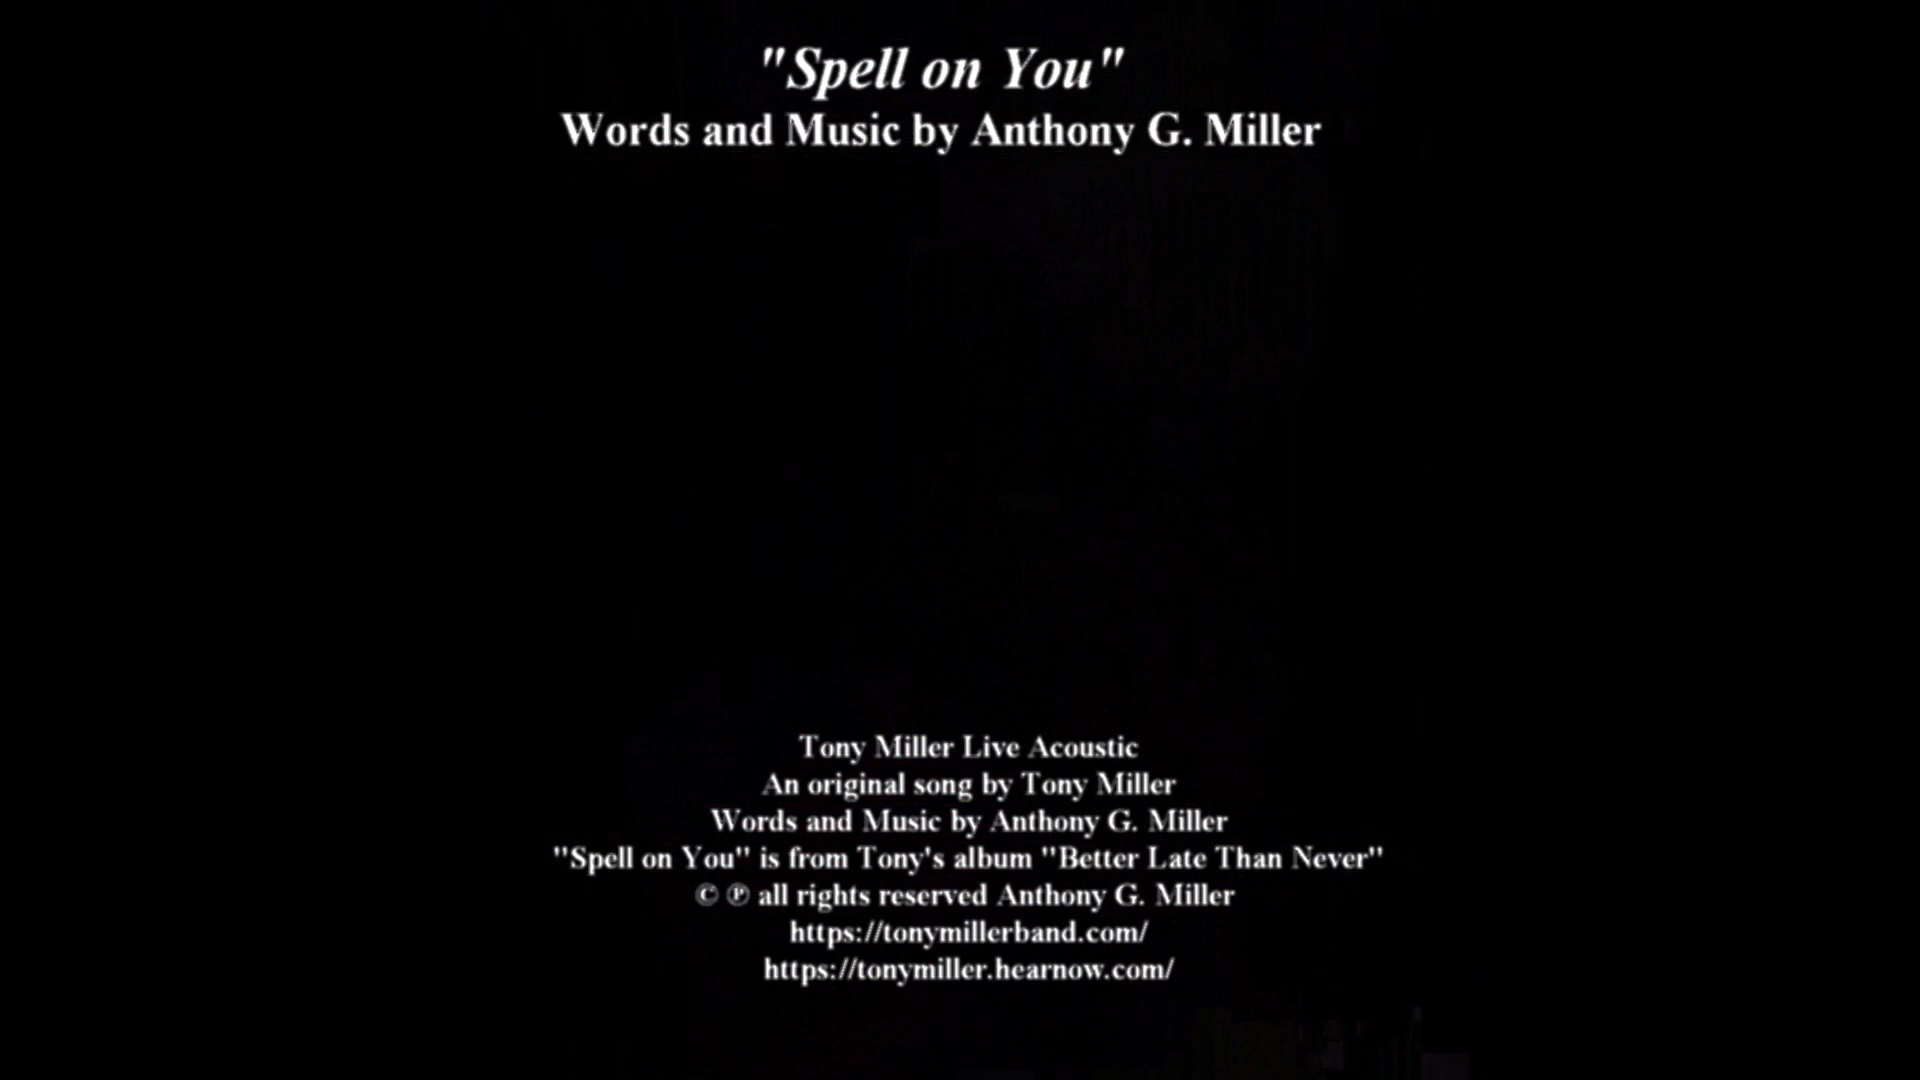 "Spell on You"
Words and Music by Anthony G. Miller
Tony Miller Live Acoustic
An original song by Tony Miller
Words and Music by Anthony G. Miller
"Spell on You" is from Tony's album "Better Late Than Never"
© ℗ all rights reserved Anthony G. Miller
https://tonymillerband.com/
https://tonymiller.hearnow.com/